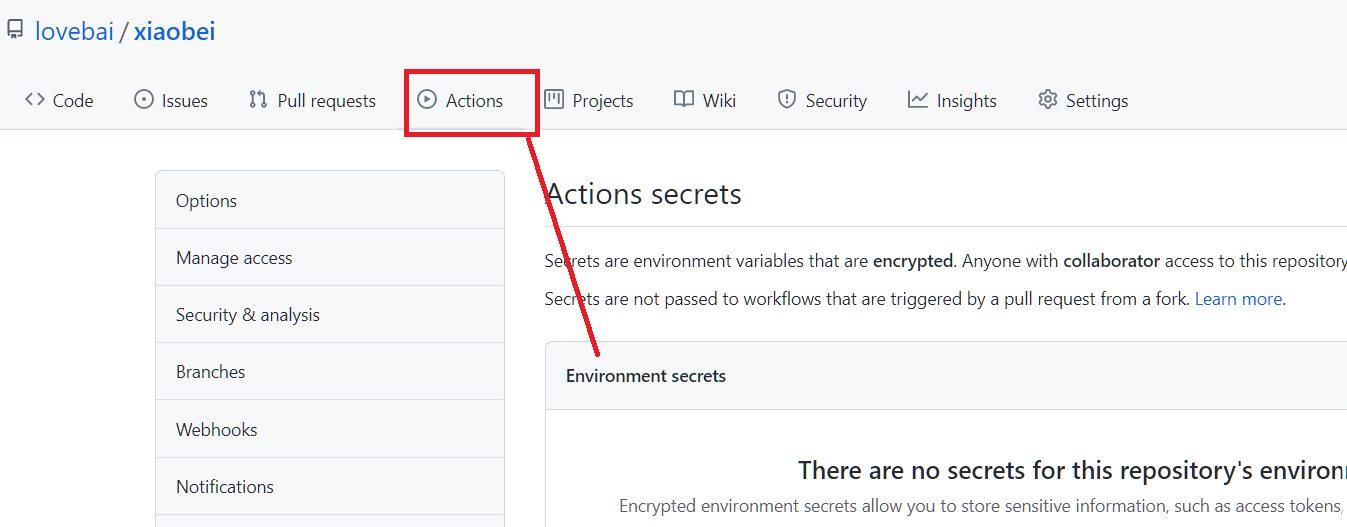 lovebai / xiaobei
Code Issues Pull requests Actions Projects Wiki Security Insights Settings
Options
Manage access
Security & analysis
Branches
Webhooks
Notifications
Actions secrets
Secrets are environment variables that are encrypted. Anyone with collaborator access to this repository
Secrets are not passed to workflows that are triggered by a pull request from a fork. Learn more.
Environment secrets
There are no secrets for this repository's environ
Encrypted environment secrets allow you to store sensitive information, such as access tokens,